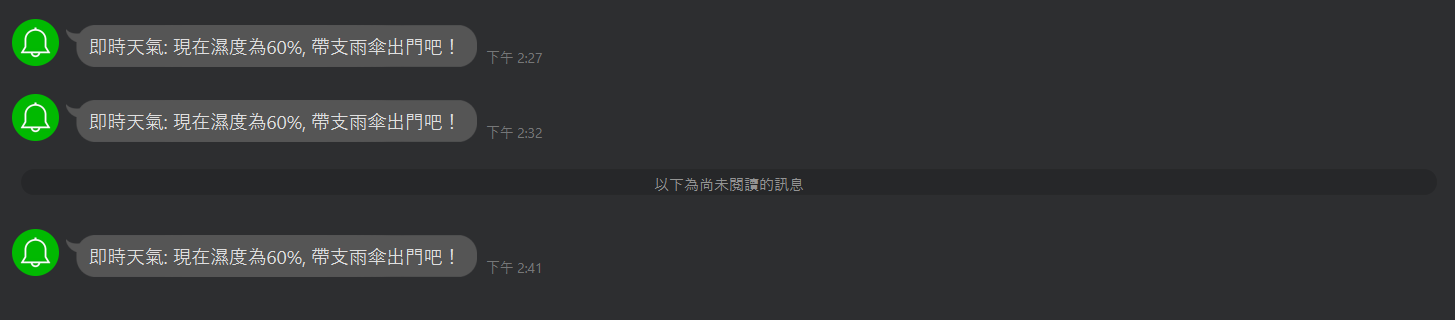 即時天氣: 現在濕度為60%, 帶支雨傘出門吧！
下午 2:27
即時天氣: 現在濕度為60%, 帶支雨傘出門吧！
下午 2:32
以下為尚未閱讀的訊息
即時天氣: 現在濕度為60%, 帶支雨傘出門吧！
下午 2:41